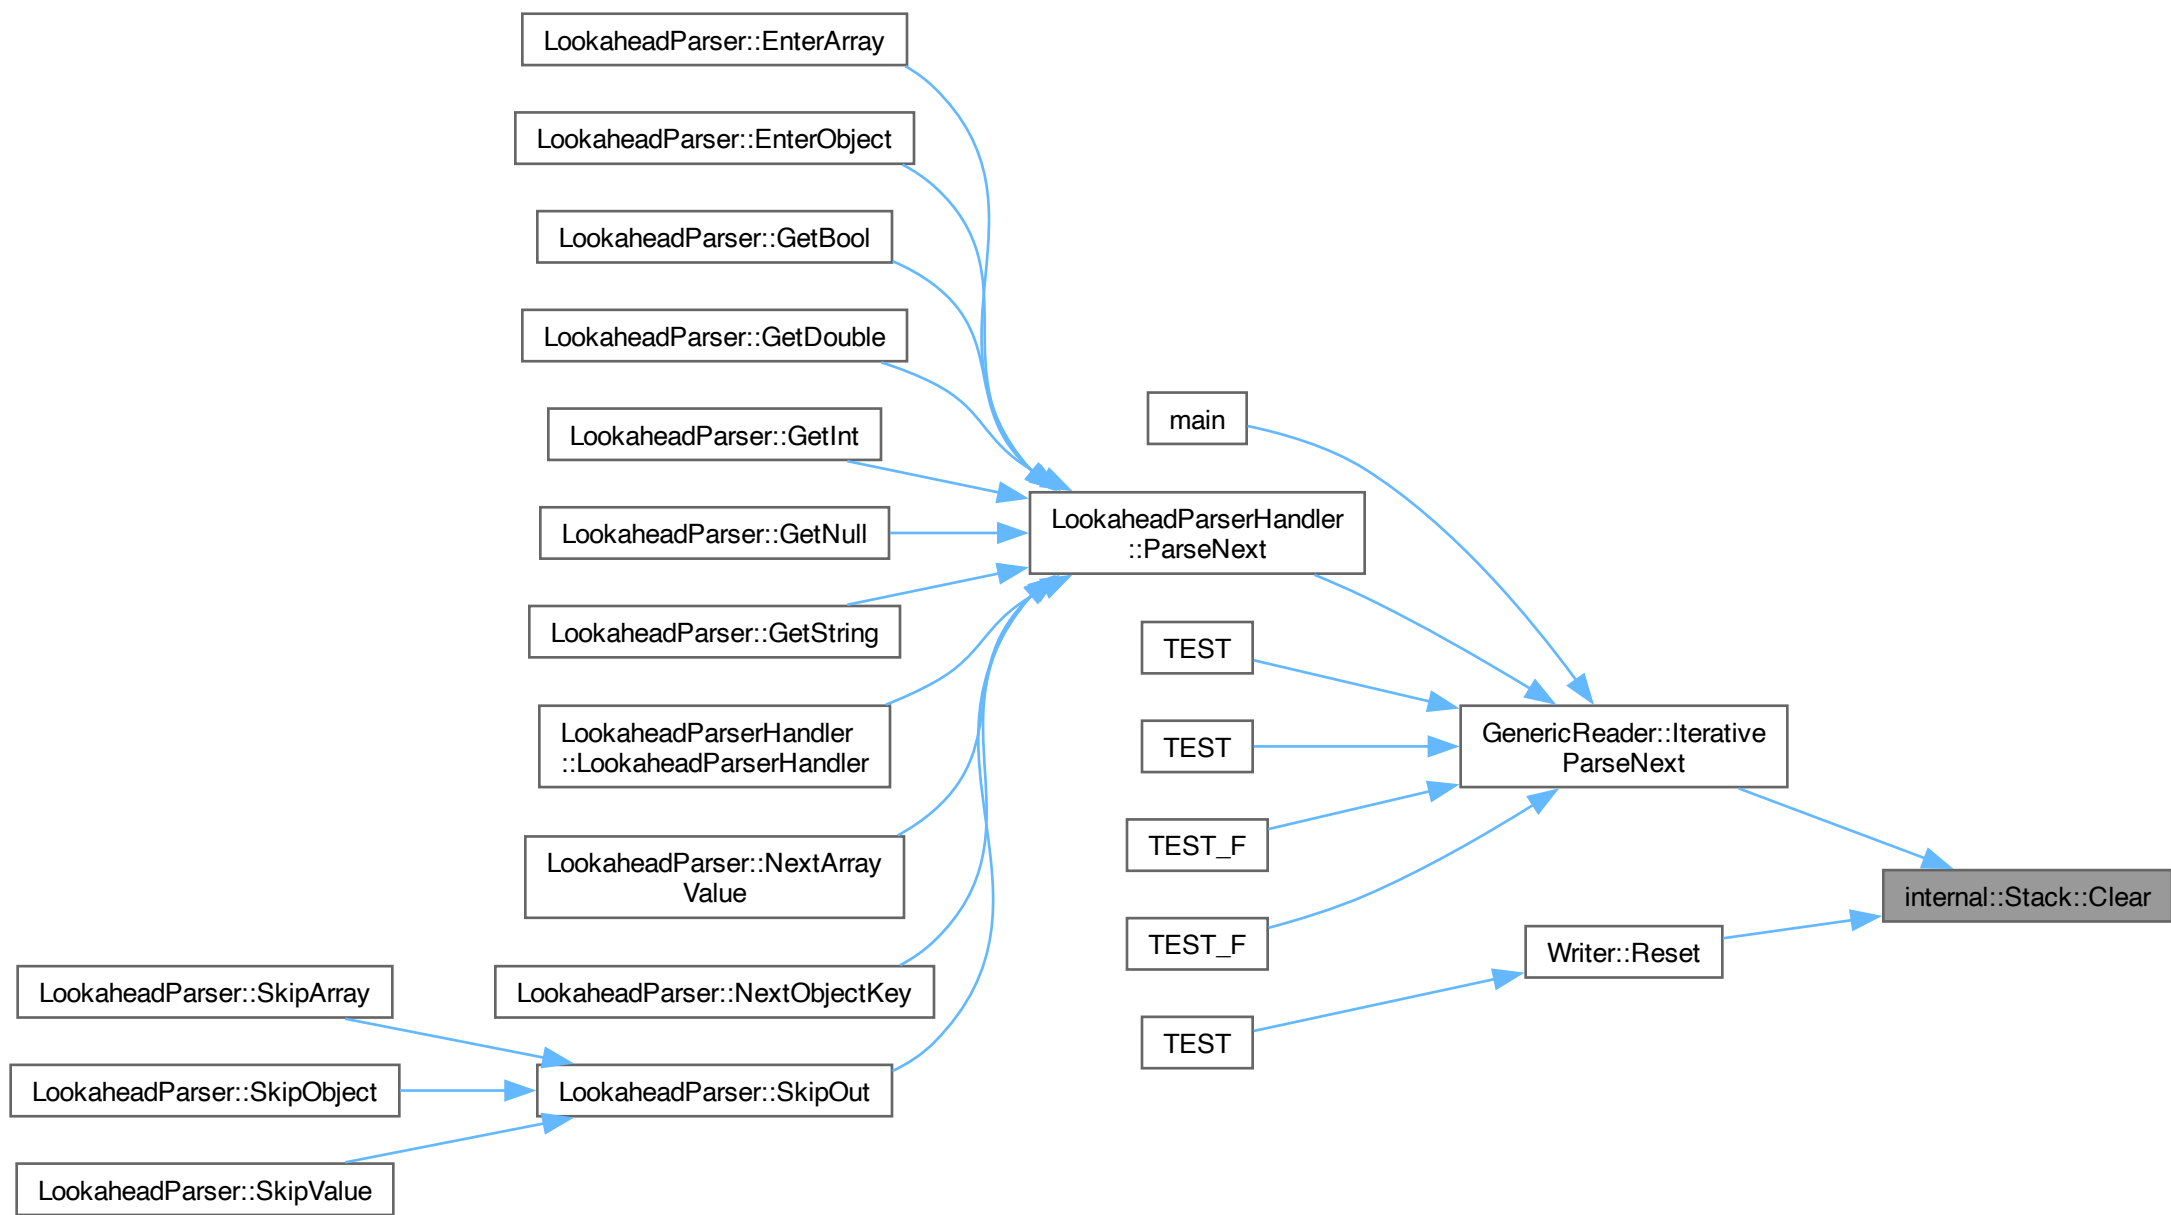 LookaheadParser::EnterArray
LookaheadParser::EnterObject
LookaheadParser::GetBool
LookaheadParser::GetDouble
LookaheadParser::GetInt
LookaheadParser::GetNull
LookaheadParser::GetString
LookaheadParserHandler
::LookaheadParserHandler
LookaheadParser::NextArray
Value
LookaheadParser::NextObjectKey
LookaheadParser::SkipArray
LookaheadParser::SkipObject
LookaheadParser::SkipOut
LookaheadParser::SkipValue
main
LookaheadParserHandler
::ParseNext
TEST
TEST
TEST_F
TEST_F
TEST
GenericReader::Iterative
ParseNext
Writer::Reset
internal::Stack::Clear